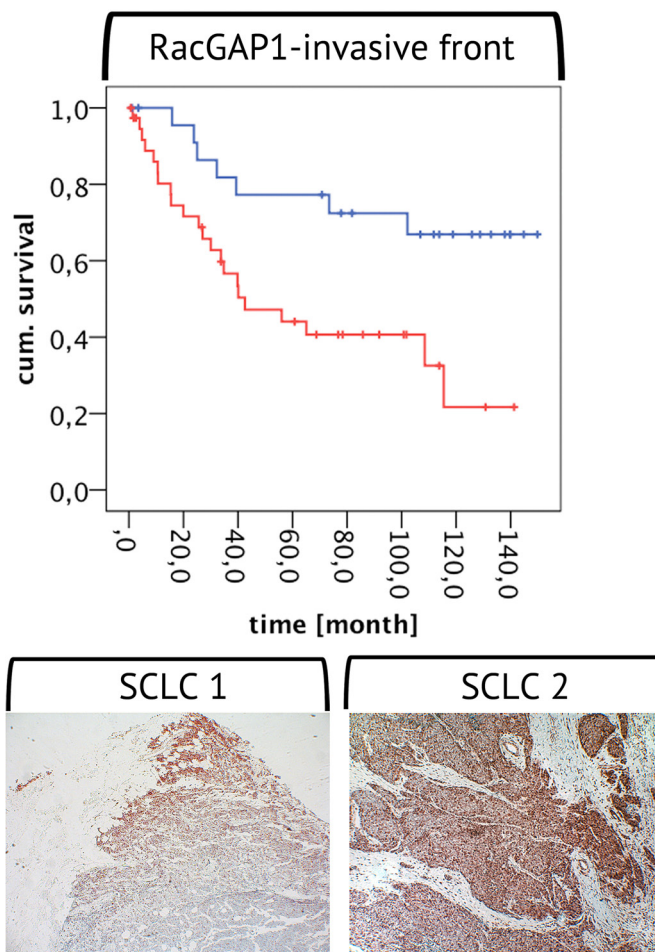 RacGAP1-invasive front
1,0
0,8
0,6
0,4
0,2
0,0
cum. survival
,0
20,0
40,0
60,0
80,0
100,0
120,0
140,0
time [month]
SCLC 1
SCLC 2